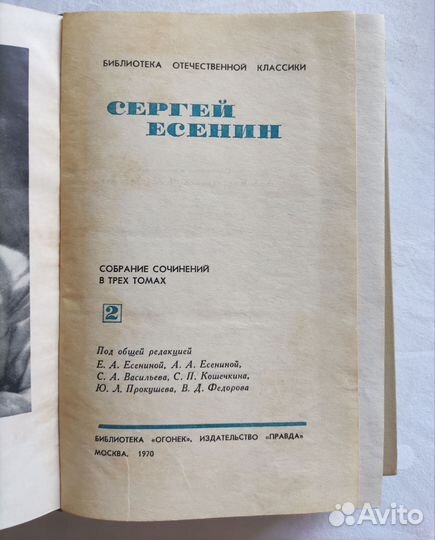 БИБЛИОТЕКА ОТЕЧЕСТВЕННОЙ КЛАССИКИ
СЕРГЕЙ
ЕСЕНИН
СОБРАНИЕ СОЧИНЕНИЙ
В ТРЕХ ТОМАХ
2
Под общей редакцией
Е. А. Есениной, А. А. Есениной,
С. А. Васильева, С. П. Кошечкина,
Ю. Л. Прокушева, В. Д. Федорова
БИБЛИОТЕКА «ОГОНЕК», ИЗДАТЕЛЬСТВО «ПРАВДА»
МОСКВА, 1970
Avito